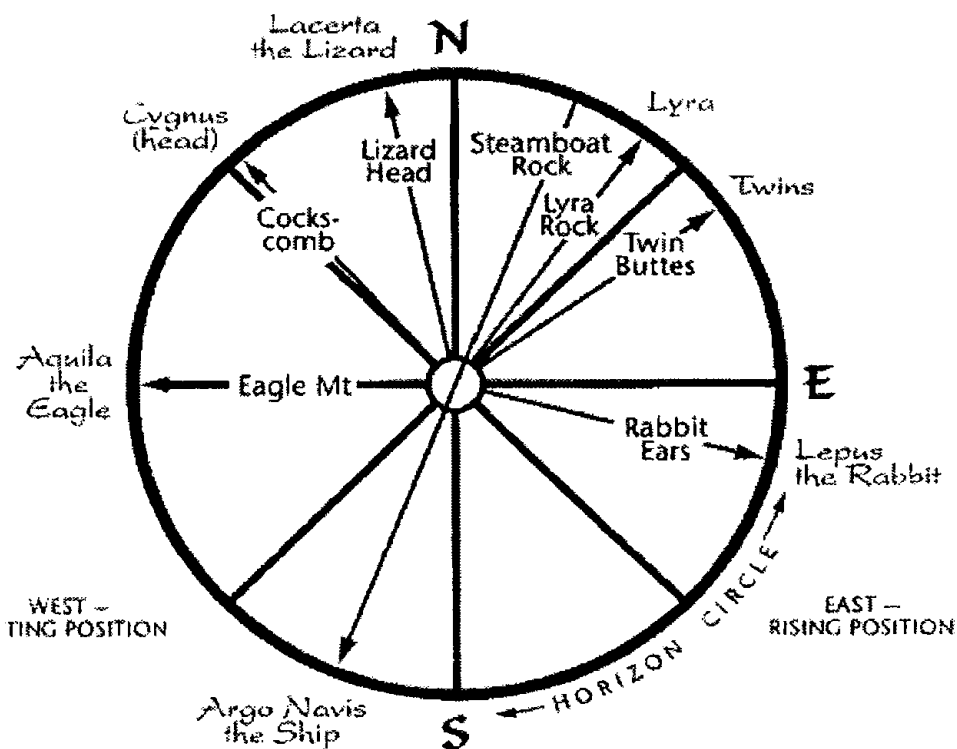 Lacerta
the Lizard
N
Cygnus
(head)
Lyra
Lizard
Head
Steamboat
Rock
Twins
Cocks-
comb
Lyra
Rock
Twin
Buttes
Aquila
the
Eagle
Eagle Mt
E
Rabbit
Ears
Lepus
the Rabbit
WEST –
TING POSITION
HORIZON CIRCLE
EAST –
RISING POSITION
Argo Navis
the Ship
S